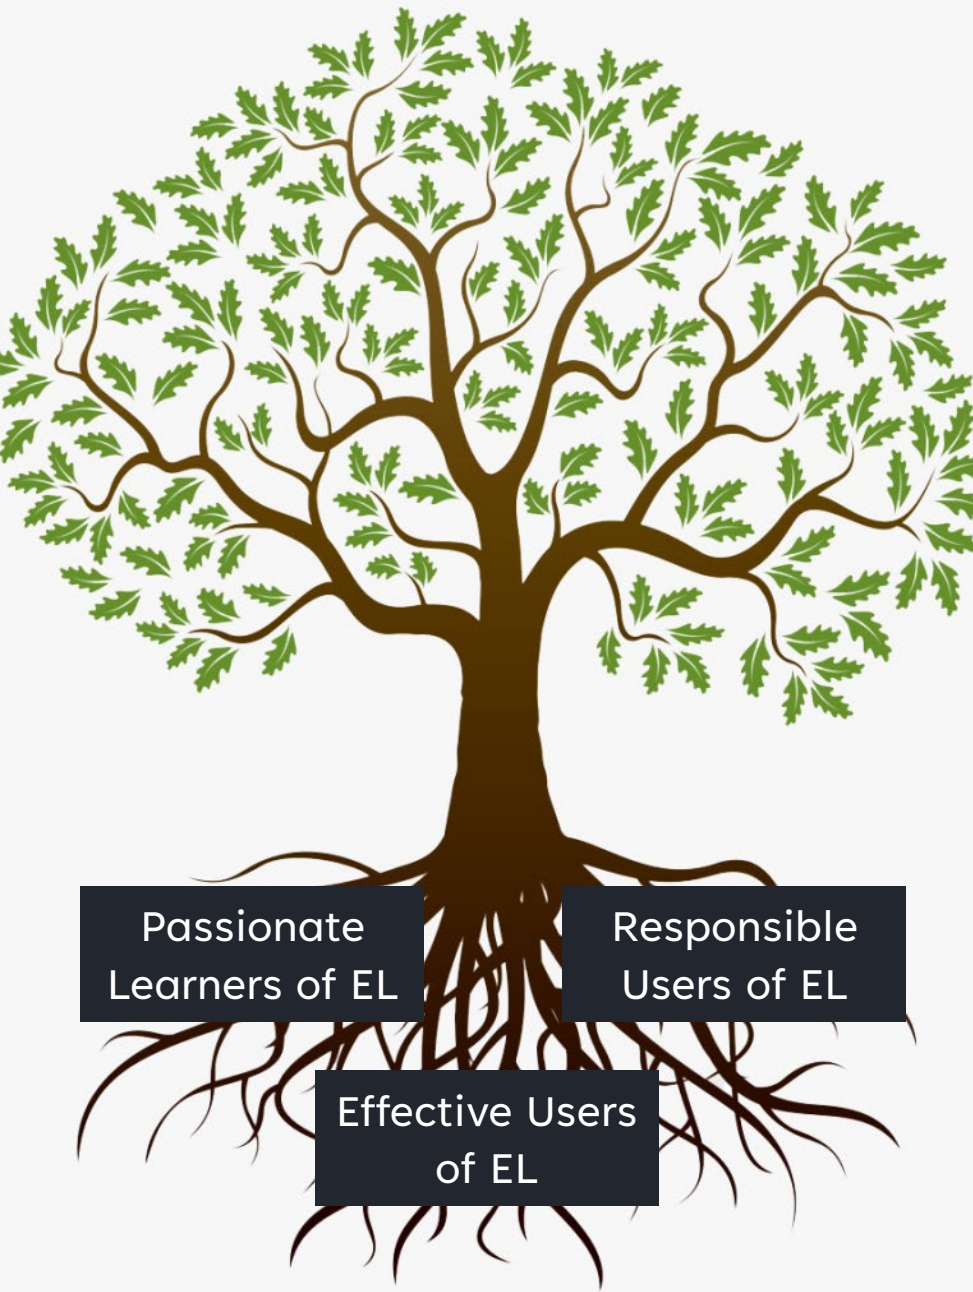 Passionate
Learners of EL
Responsible
Users of EL
Effective Users
of EL